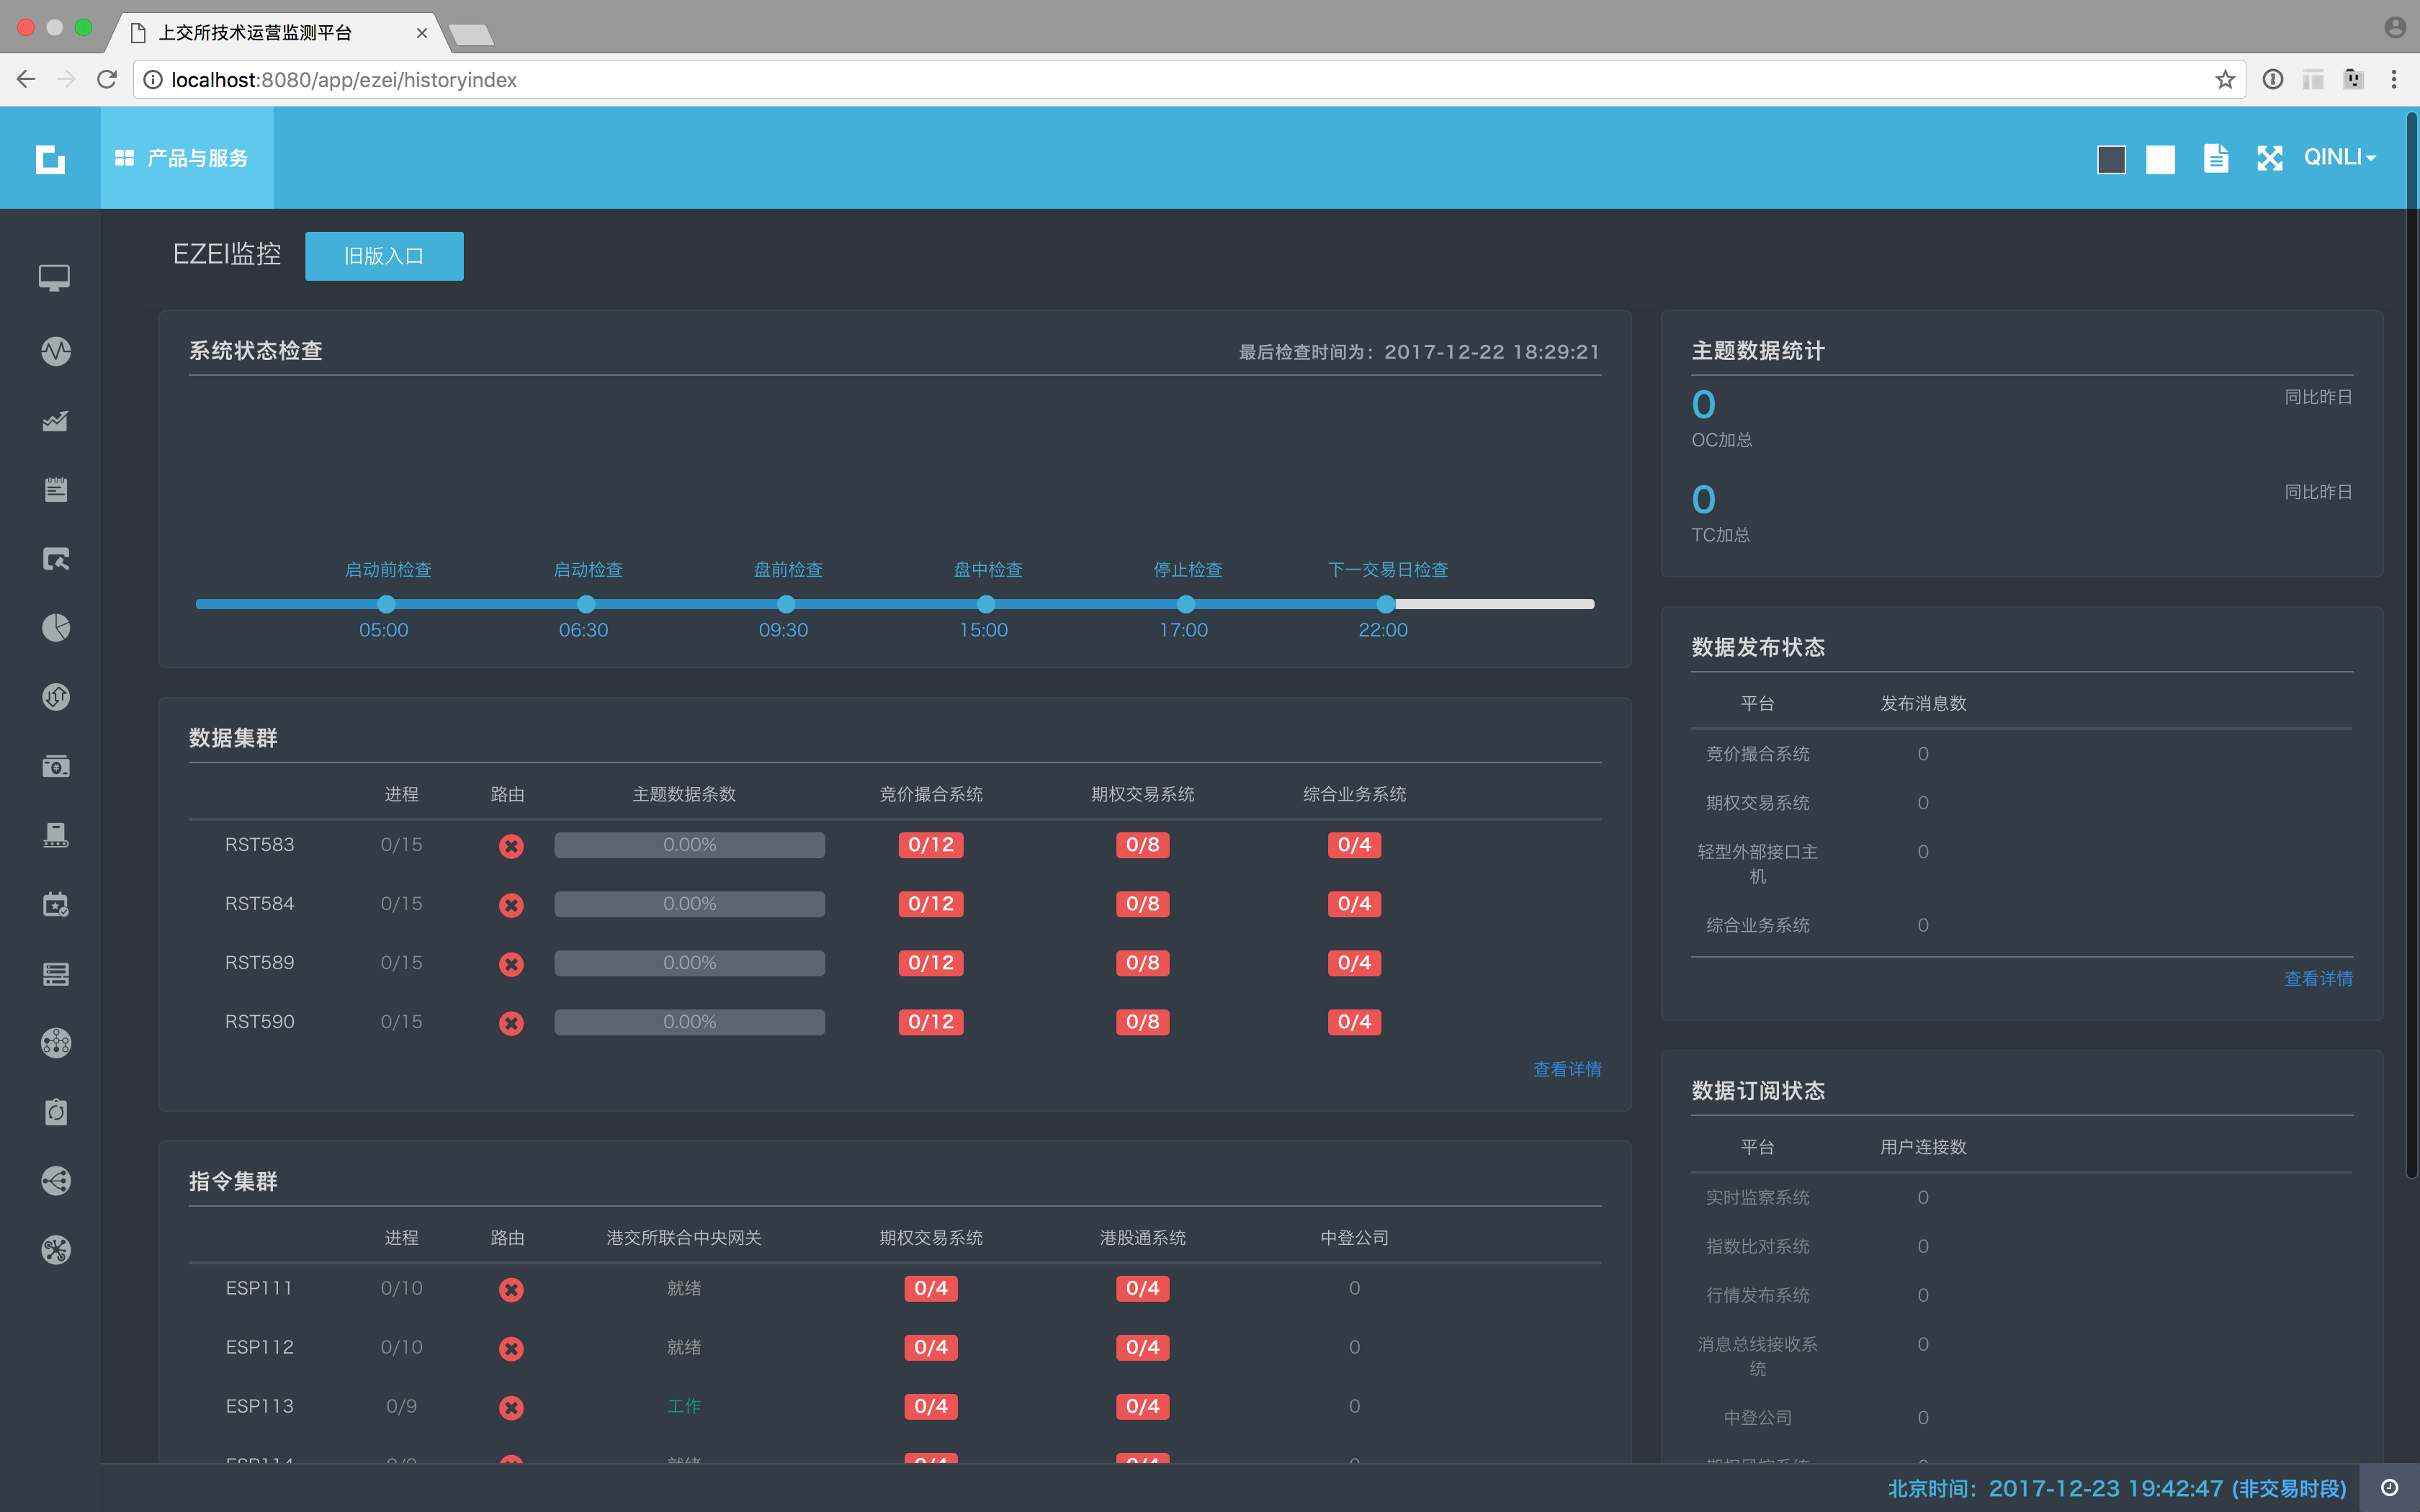 上交所技术运营监测平台
localhost:8080/app/ezei/historyindex
产品与服务
QINLI
EZEI监控 旧版入口
系统状态检查 最后检查时间为：2017-12-22 18:29:21
启动前检查 启动检查 盘前检查 盘中检查 停止检查 下一交易日检查
05:00 06:30 09:30 15:00 17:00 22:00
数据集群
进程 路由 主题数据条数 竞价撮合系统 期权交易系统 综合业务系统
RST583 0/15 0.00% 0/12 0/8 0/4
RST584 0/15 0.00% 0/12 0/8 0/4
RST589 0/15 0.00% 0/12 0/8 0/4
RST590 0/15 0.00% 0/12 0/8 0/4
查看详情
指令集群
进程 路由 港交所联合中央网关 期权交易系统 港股通系统 中登公司
ESP111 0/10 就绪 0/4 0/4 0
ESP112 0/10 就绪 0/4 0/4 0
ESP113 0/9 工作 0/4 0/4 0
ESP114 0/9 就绪 0/4 0/4 0
主题数据统计
0 同比昨日
OC加总
0 同比昨日
TC加总
数据发布状态
平台 发布消息数
竞价撮合系统 0
期权交易系统 0
轻型外部接口主 0
机
综合业务系统 0
查看详情
数据订阅状态
平台 用户连接数
实时监察系统 0
指数比对系统 0
行情发布系统 0
消息总线接收系 0
统
中登公司 0
期权风控系统 0
北京时间：2017-12-23 19:42:47 (非交易时段)